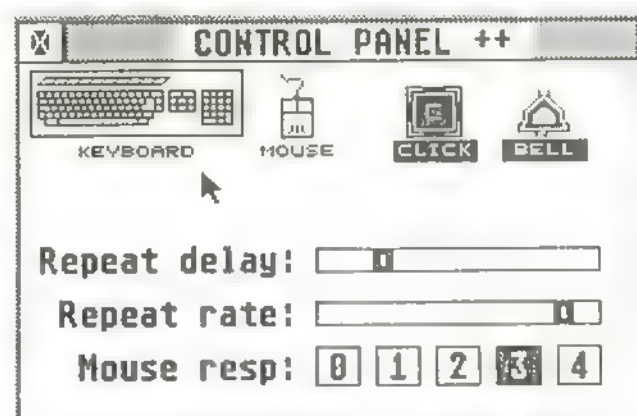 CONTROL PANEL ++
KEYBOARD MOUSE CLICK BELL
Repeat delay:
Repeat rate:
Mouse resp: 0 1 2 3 4